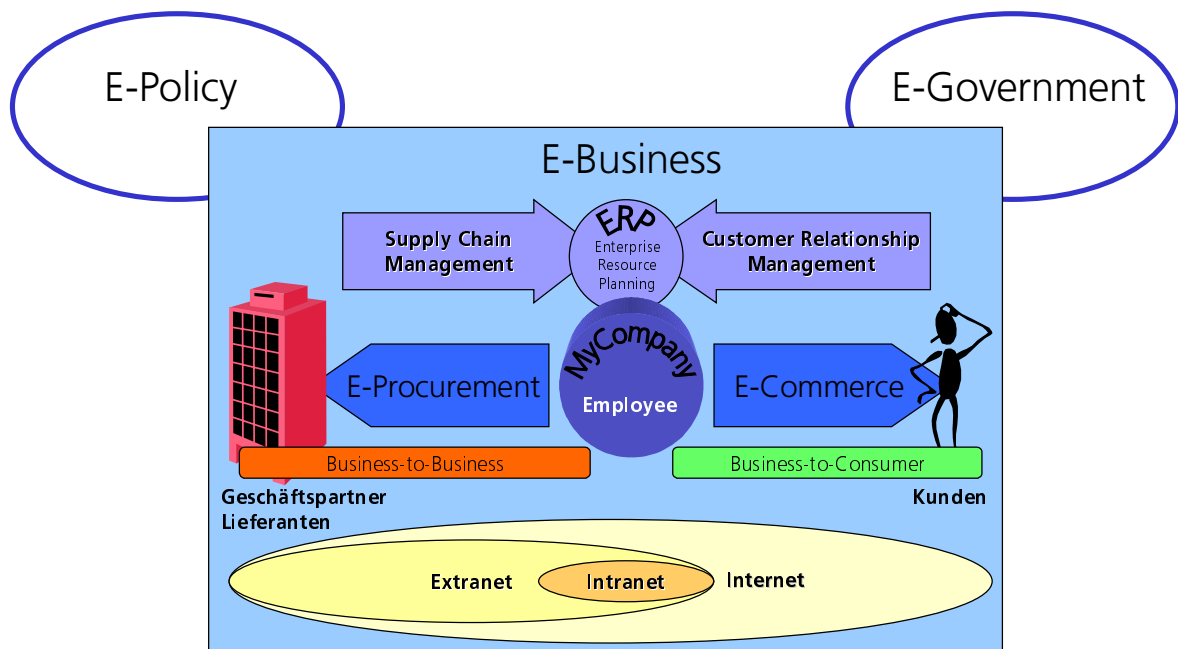 E-Policy
E-Government
E-Business
Supply Chain
Management
ERP
Enterprise
Resource
Planning
Customer Relationship
Management
E-Procurement
MyCompany
Employee
E-Commerce
Business-to-Business
Business-to-Consumer
Geschäftspartner
Lieferanten
Kunden
Extranet
Intranet
Internet